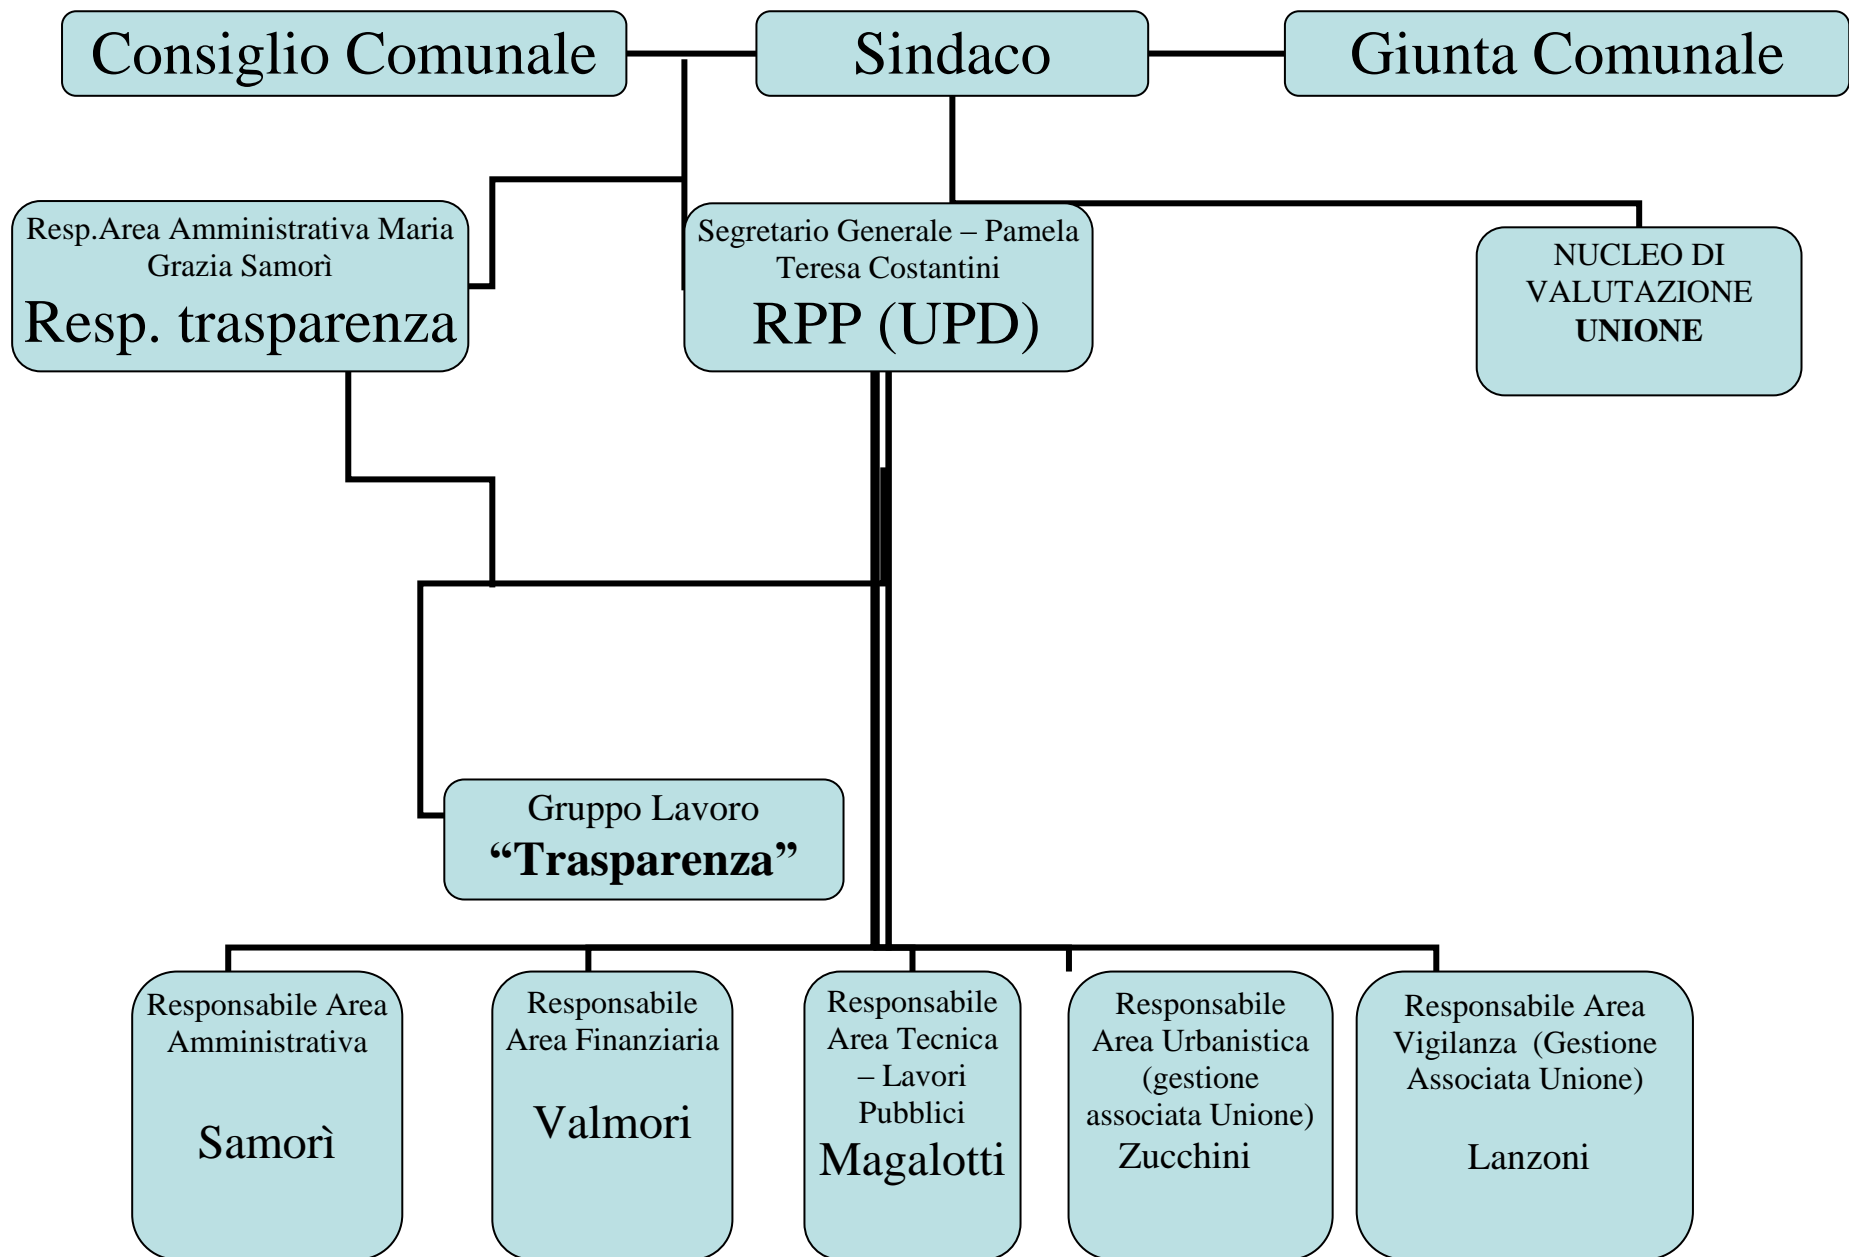 Consiglio Comunale
Sindaco
Giunta Comunale
Resp.Area Amministrativa Maria
Grazia Samorì
Resp. trasparenza
Segretario Generale – Pamela
Teresa Costantini
RPP (UPD)
NUCLEO DI
VALUTAZIONE
UNIONE
Gruppo Lavoro
“Trasparenza”
Responsabile Area
Amministrativa
Samorì
Responsabile
Area Finanziaria
Valmori
Responsabile
Area Tecnica
– Lavori
Pubblici
Magalotti
Responsabile
Area Urbanistica
(gestione
associata Unione)
Zucchini
Responsabile Area
Vigilanza  (Gestione
Associata Unione)
Lanzoni